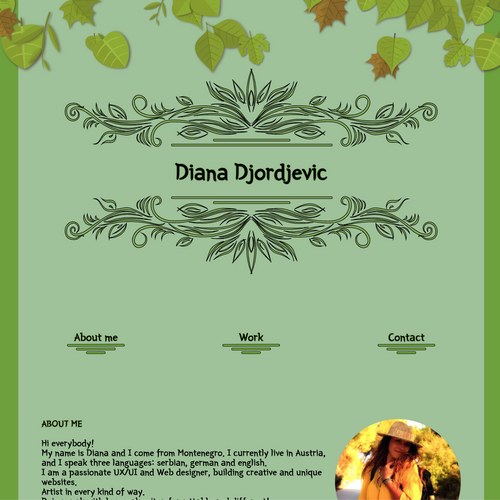 Diana Djordjevic
About me
Work
Contact
ABOUT ME
Hi everybody!
My name is Diana and I come from Montenegro. I currently live in Austria,
and I speak three languages: serbian, german and english.
I am a passionate UX/UI and Web designer, building creative and unique
websites.
Artist in every kind of way.